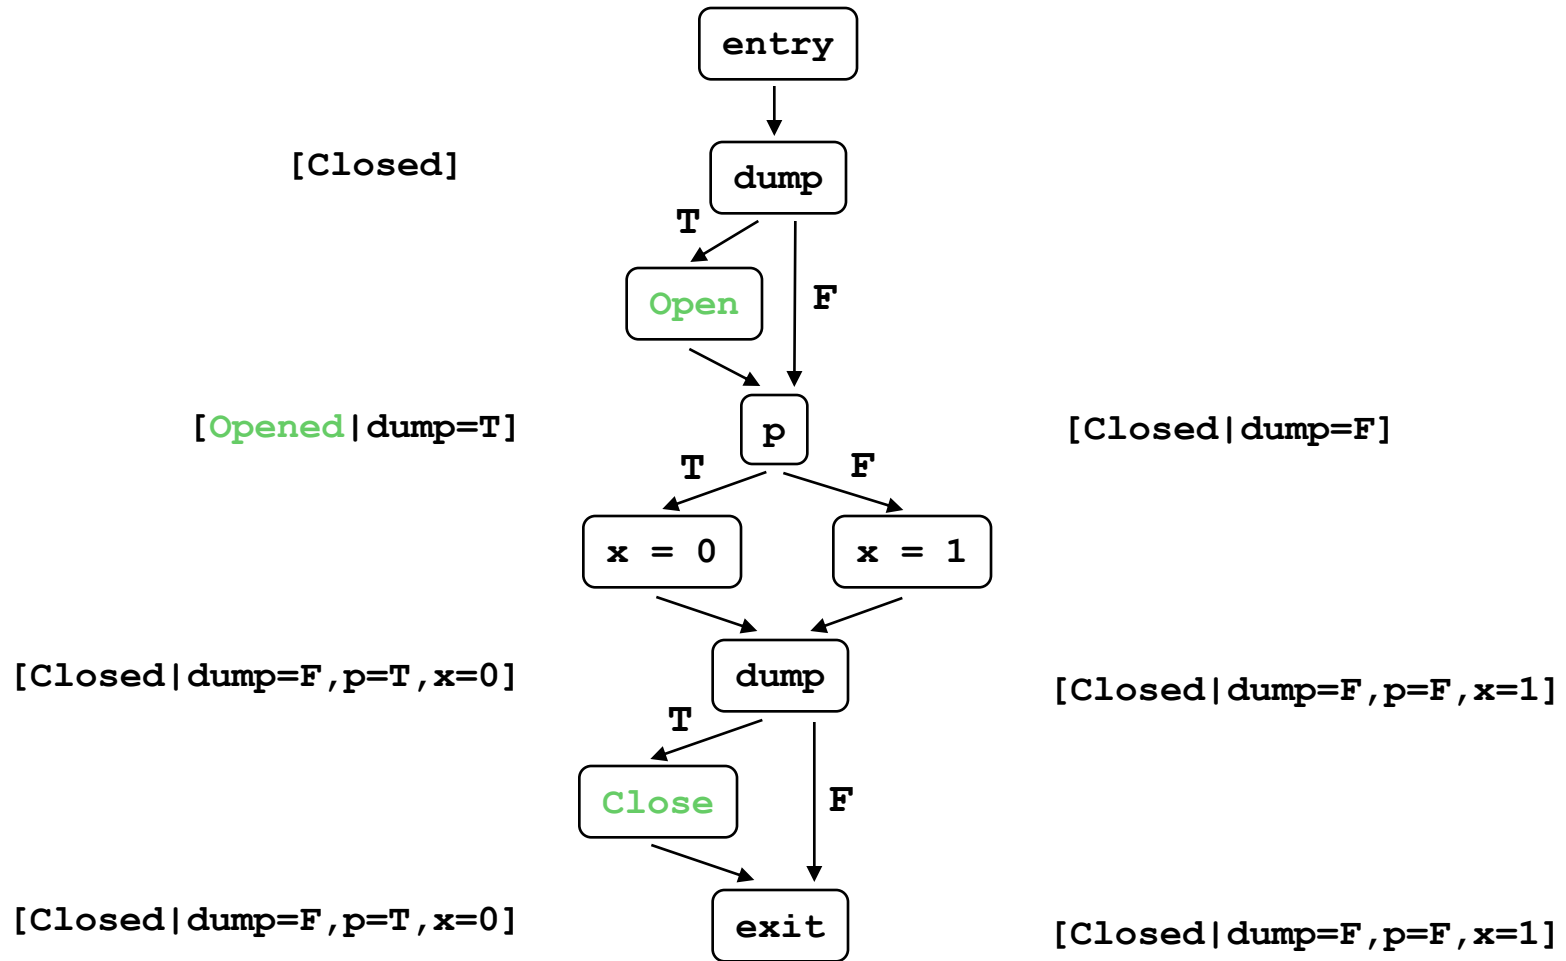 entry
[Closed]
dump
T
Open
F
[Opened|dump=T]
p
[Closed|dump=F]
T
F
x = 0
x = 1
[Closed|dump=F,p=T,x=0]
dump
[Closed|dump=F,p=F,x=1]
T
Close
F
[Closed|dump=F,p=T,x=0]
exit
[Closed|dump=F,p=F,x=1]